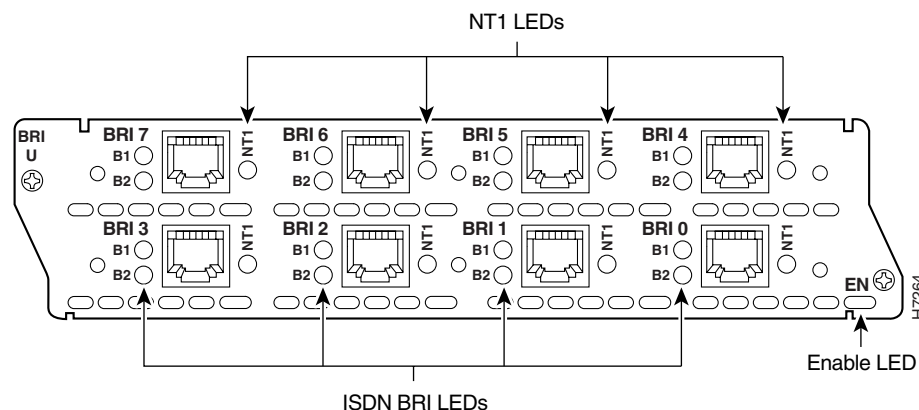 NT1 LEDs
BRI U
BRI 7 B1 B2 NT1
BRI 6 B1 B2 NT1
BRI 5 B1 B2 NT1
BRI 4 B1 B2 NT1
BRI 3 B1 B2 NT1
BRI 2 B1 B2 NT1
BRI 1 B1 B2 NT1
BRI 0 B1 B2 NT1
EN
H7264
Enable LED
ISDN BRI LEDs